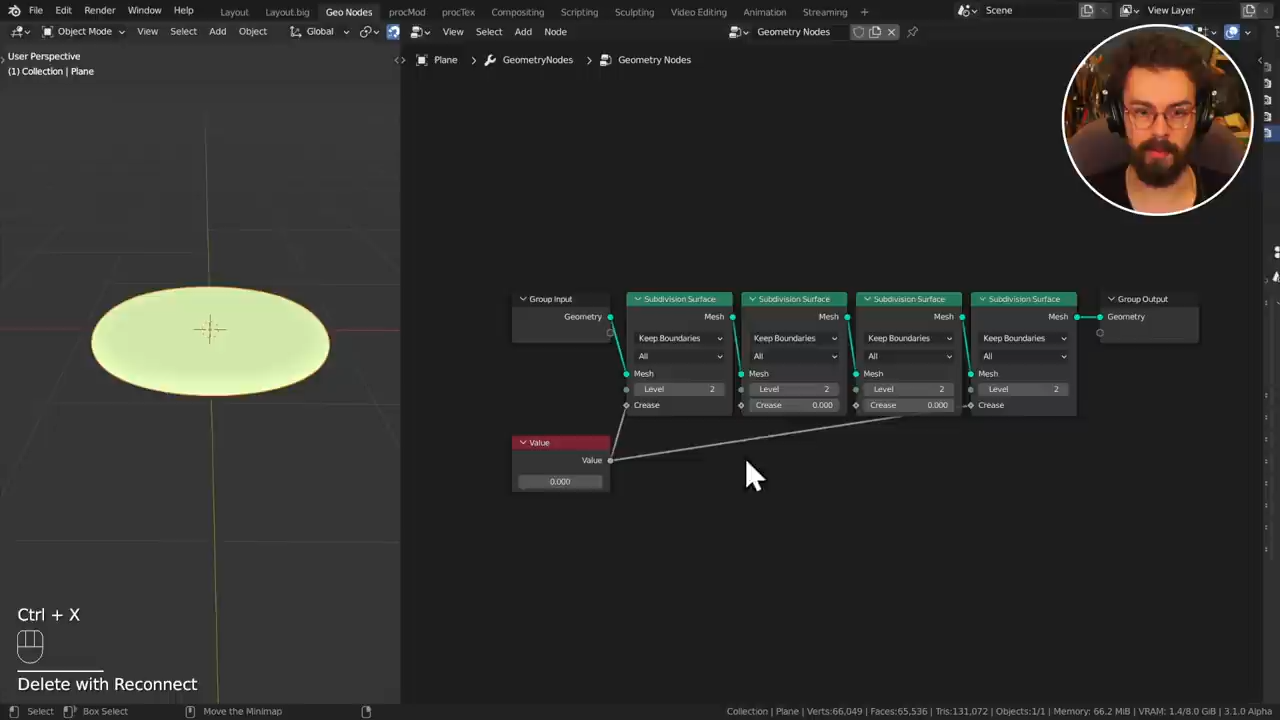 File Edit Render Window Help Layout Layout.big Geo Nodes procMod procTex Compositing Scripting Sculpting Video Editing Animation Streaming Scene View Layer
Object Mode View Select Add Object Global View Select Add Node Geometry Nodes
User Perspective
(1) Collection | Plane
Plane GeometryNodes Geometry Nodes
Group Input Subdivision Surface Subdivision Surface Subdivision Surface Subdivision Surface Group Output
Geometry Mesh Mesh Mesh Mesh Geometry
Keep Boundaries Keep Boundaries Keep Boundaries Keep Boundaries
All All All All
Mesh Mesh Mesh Mesh
Level 2 Level 2 Level 2 Level 2
Crease Crease 0.000 Crease 0.000 Crease
Value
Value
0.000
Ctrl + X
Delete with Reconnect
Select Box Select Move the Minimap Collection | Plane | Verts:66,049 | Faces:65,536 | Tris:131,072 | Objects:1/1 | Memory: 66.2 MiB | VRAM: 1.4/8.0 GiB | 3.1.0 Alpha